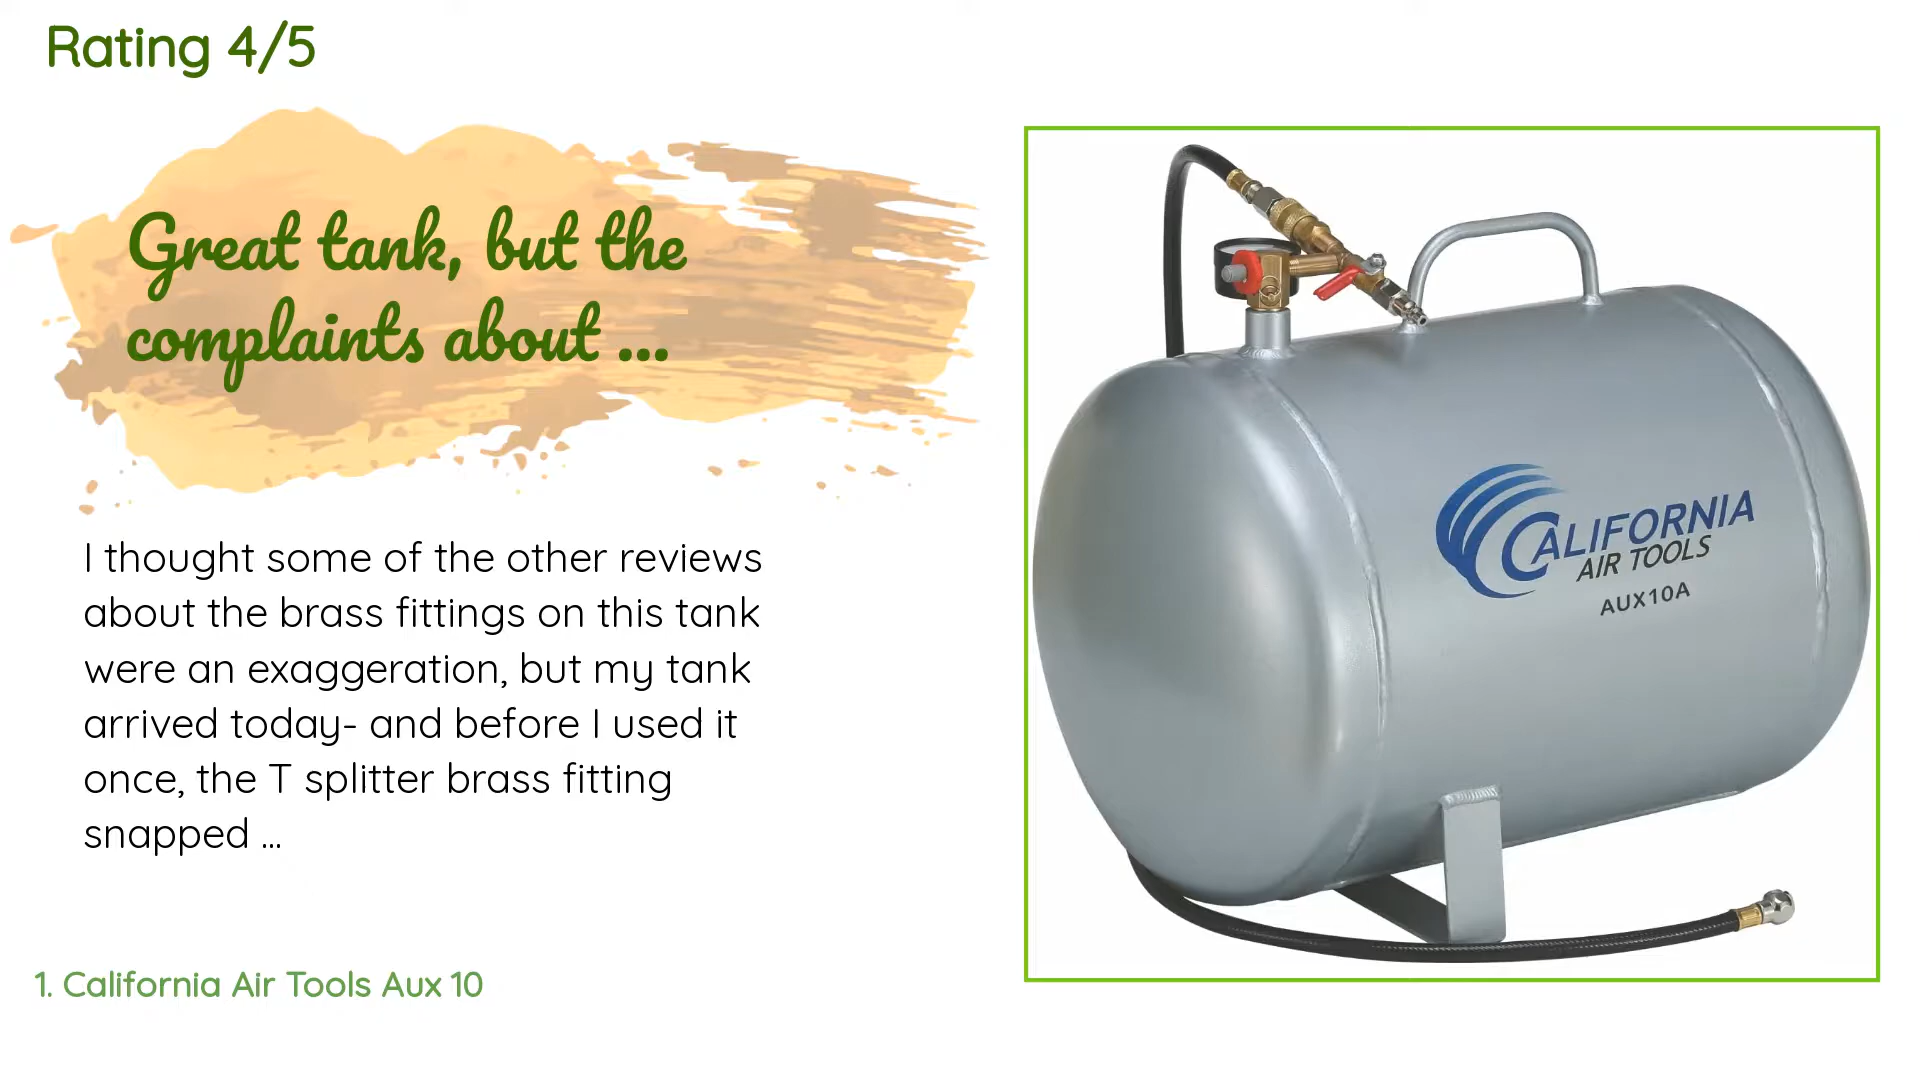 Rating 4/5
Great tank, but the
complaints about ...
I thought some of the other reviews
about the brass fittings on this tank
were an exaggeration, but my tank
arrived today- and before I used it
once, the T splitter brass fitting
snapped ...
CALIFORNIA
AIR TOOLS
AUX10A
1. California Air Tools Aux 10